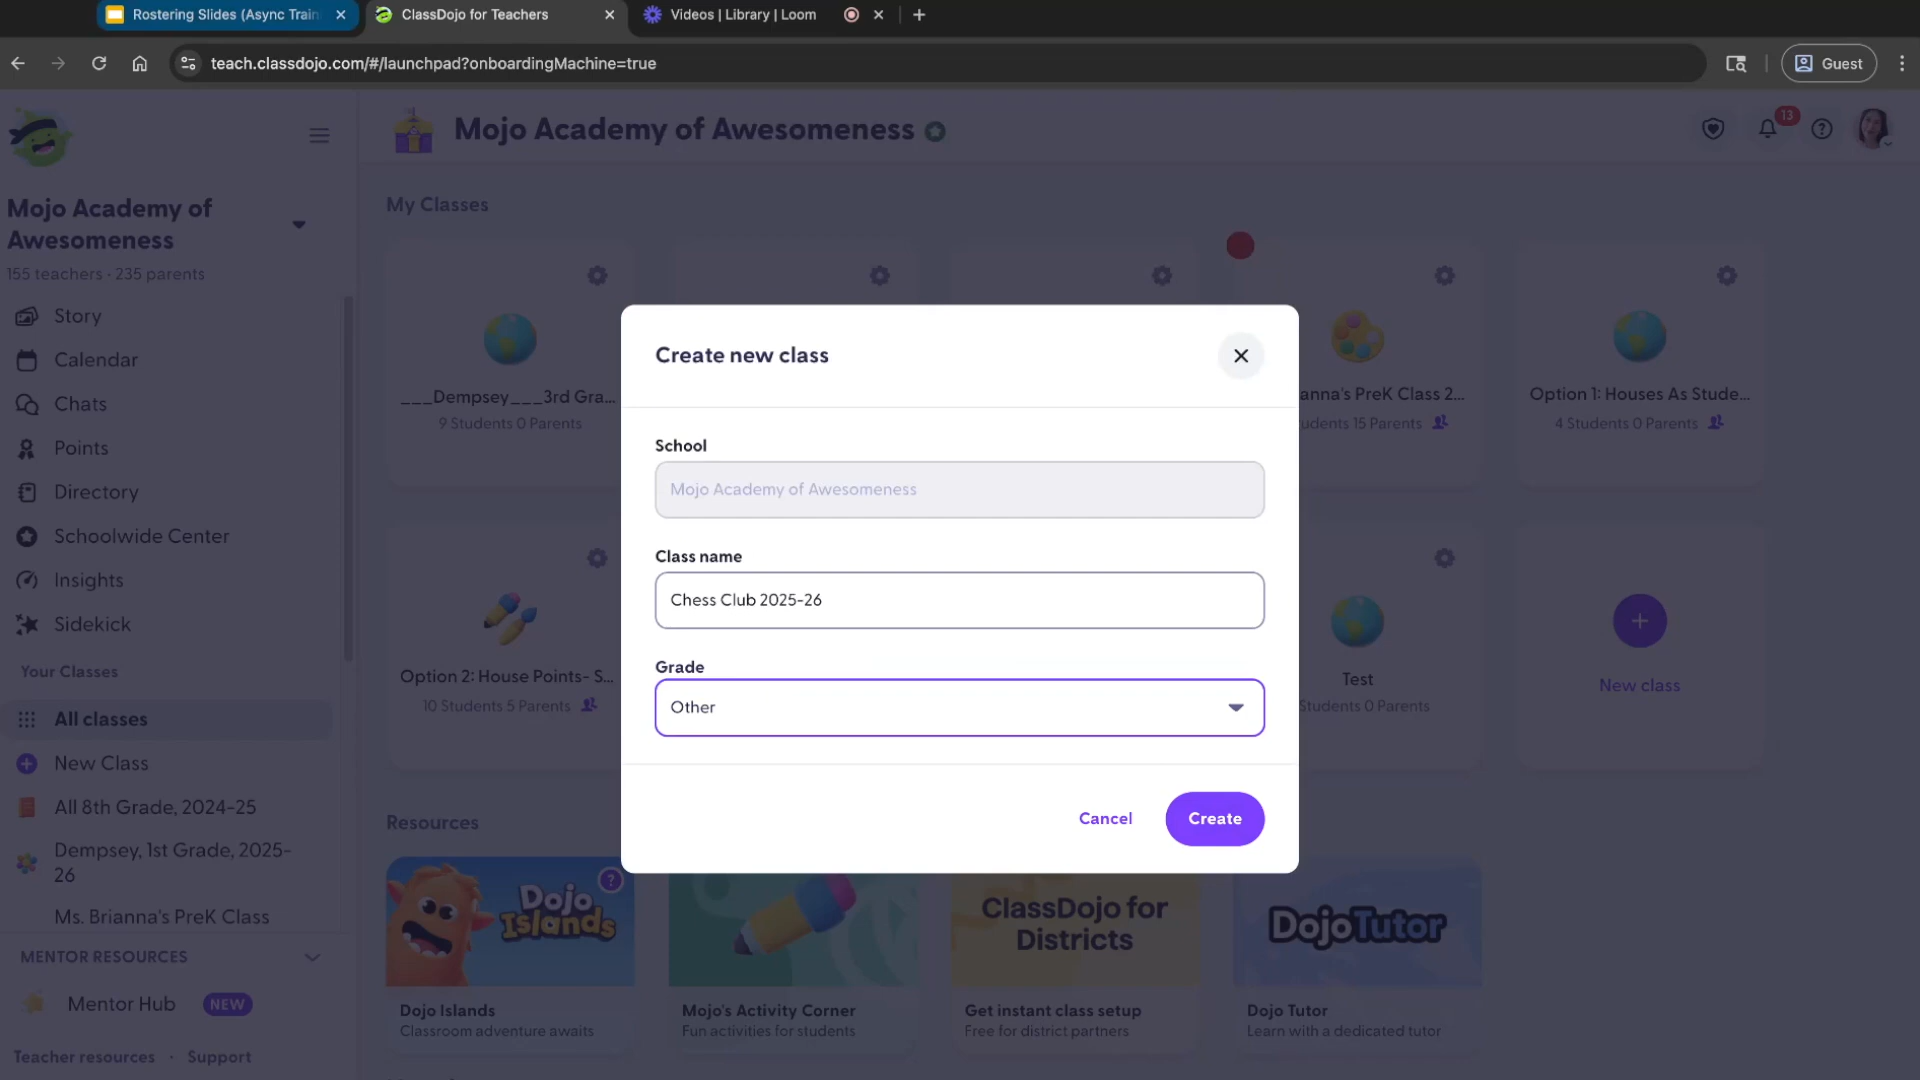 Rostering Slides (Async Train
ClassDojo for Teachers
Videos | Library | Loom
teach.classdojo.com/#/launchpad?onboardingMachine=true
Guest
Mojo Academy of Awesomeness
13
Mojo Academy of
Awesomeness
155 teachers · 235 parents
Story
Calendar
Chats
Points
Directory
Schoolwide Center
Insights
Sidekick
Your Classes
All classes
New Class
All 8th Grade, 2024-25
Dempsey, 1st Grade, 2025-
26
Ms. Brianna's PreK Class
MENTOR RESOURCES
Mentor Hub NEW
Teacher resources · Support
My Classes
___Dempsey___3rd Gra...
9 Students 0 Parents
anna's PreK Class 2...
udents 15 Parents
Option 1: Houses As Stude...
4 Students 0 Parents
Option 2: House Points- S...
10 Students 5 Parents
Test
Students 0 Parents
New class
Create new class
School
Mojo Academy of Awesomeness
Class name
Chess Club 2025-26
Grade
Other
Cancel
Create
Resources
Dojo
Islands
Dojo Islands
Classroom adventure awaits
Mojo's Activity Corner
Fun activities for students
ClassDojo for
Districts
Get instant class setup
Free for district partners
DojoTutor
Dojo Tutor
Learn with a dedicated tutor